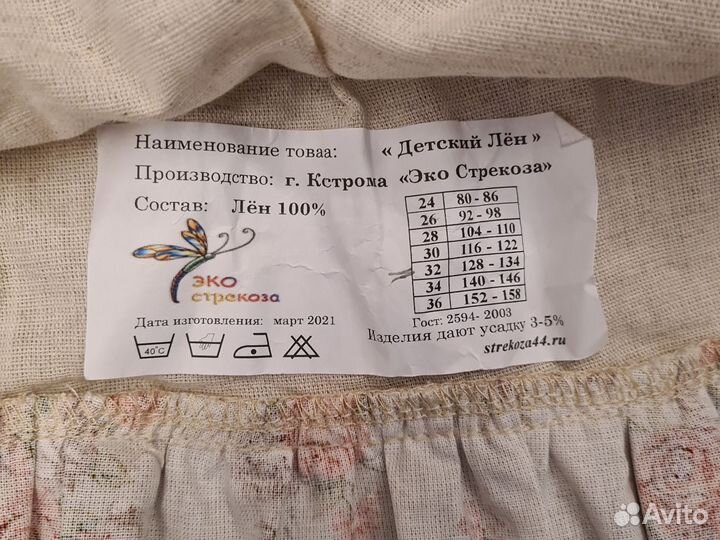 Наименование товаа: « Детский Лён »
Производство: г. Кстрома «Эко Стрекоза»
Состав: Лён 100%
24 80 - 86
26 92 - 98
28 104 - 110
30 116 - 122
32 128 - 134
34 140 - 146
36 152 - 158
ЭКО
стрекоза
Дата изготовления: март 2021
Гост: 2594- 2003
Изделия дают усадку 3-5%
40°C
strekoza44.ru
Avito